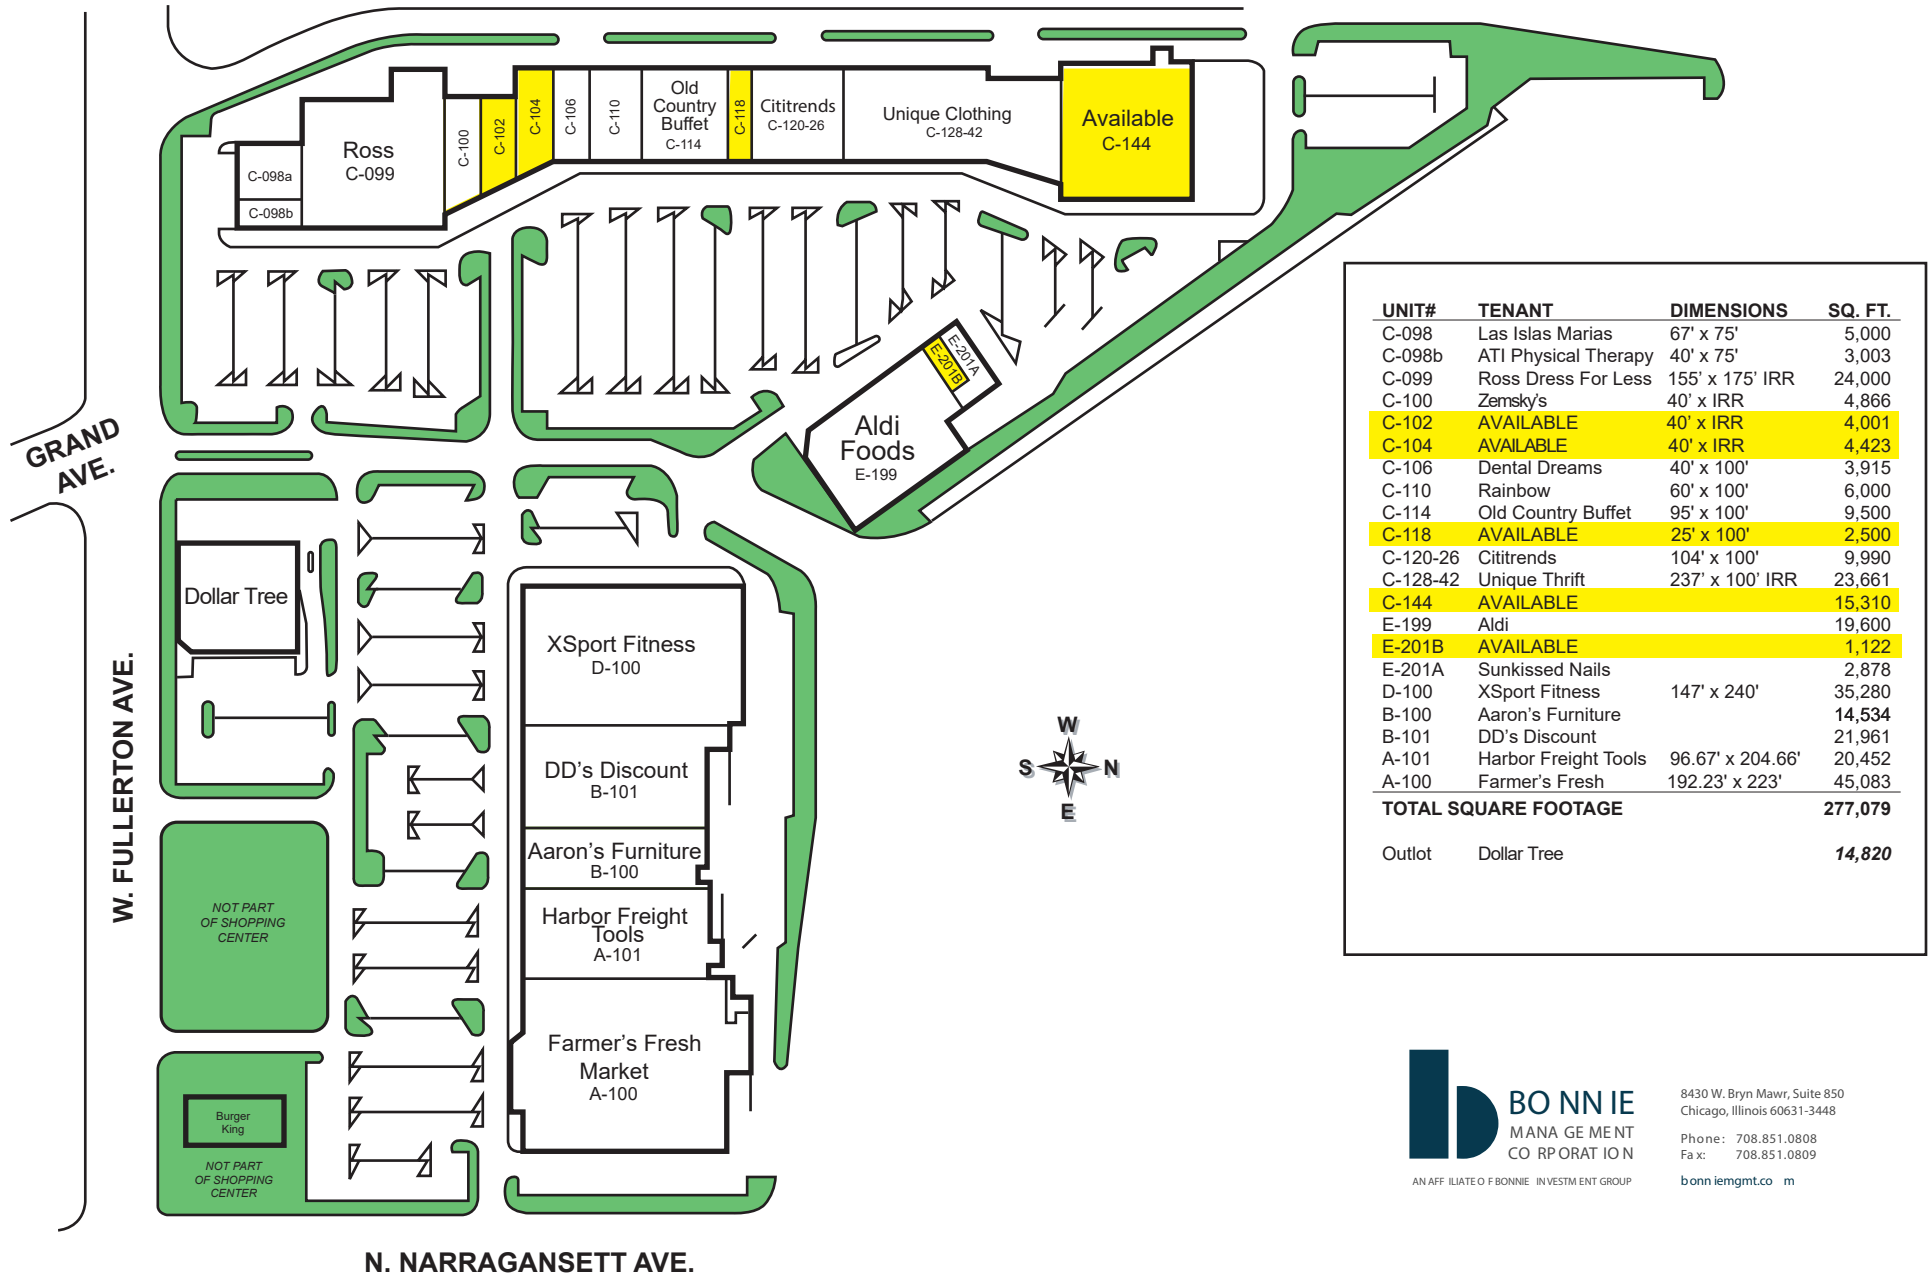 GRAND
AVE.
W. FULLERTON AVE.
N. NARRAGANSETT AVE.
C-098a
C-098b
Ross
C-099
C-100
C-102
C-104
C-106
C-110
Old
Country
Buffet
C-114
C-118
Cititrends
C-120-26
Unique Clothing
C-128-42
Available
C-144
E-201A
E-201B
Aldi
Foods
E-199
Dollar Tree
XSport Fitness
D-100
DD's Discount
B-101
Aaron's Furniture
B-100
Harbor Freight
Tools
A-101
Farmer's Fresh
Market
A-100
NOT PART
OF SHOPPING
CENTER
Burger
King
NOT PART
OF SHOPPING
CENTER
W
S N
E
UNIT# TENANT DIMENSIONS SQ. FT.
C-098 Las Islas Marias 67' x 75' 5,000
C-098b ATI Physical Therapy 40' x 75' 3,003
C-099 Ross Dress For Less 155' x 175' IRR 24,000
C-100 Zemsky's 40' x IRR 4,866
C-102 AVAILABLE 40' x IRR 4,001
C-104 AVAILABLE 40' x IRR 4,423
C-106 Dental Dreams 40' x 100' 3,915
C-110 Rainbow 60' x 100' 6,000
C-114 Old Country Buffet 95' x 100' 9,500
C-118 AVAILABLE 25' x 100' 2,500
C-120-26 Cititrends 104' x 100' 9,990
C-128-42 Unique Thrift 237' x 100' IRR 23,661
C-144 AVAILABLE 15,310
E-199 Aldi 19,600
E-201B AVAILABLE 1,122
E-201A Sunkissed Nails 2,878
D-100 XSport Fitness 147' x 240' 35,280
B-100 Aaron's Furniture 14,534
B-101 DD's Discount 21,961
A-101 Harbor Freight Tools 96.67' x 204.66' 20,452
A-100 Farmer's Fresh 192.23' x 223' 45,083
TOTAL SQUARE FOOTAGE 277,079
Outlot Dollar Tree 14,820
b
BONNIE
MANAGEMENT
CORPORATION
AN AFFILIATE OF BONNIE INVESTMENT GROUP
8430 W. Bryn Mawr, Suite 850
Chicago, Illinois 60631-3448
Phone: 708.851.0808
Fax: 708.851.0809
bonniemgmt.com